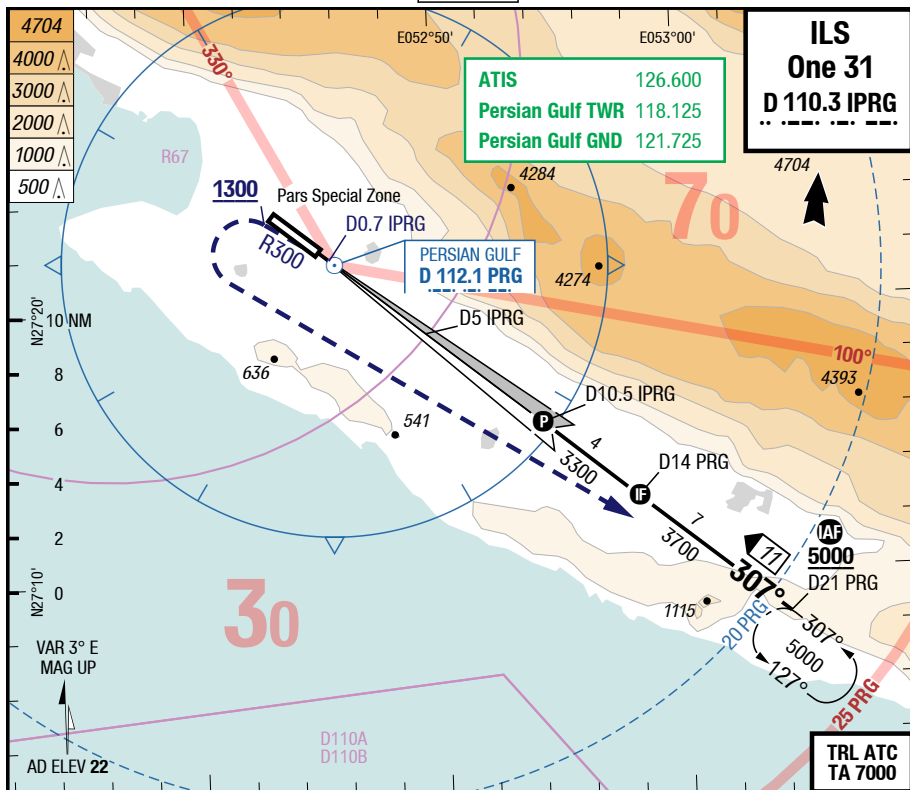 4704
4000
3000
2000
1000
500
E052°50'
E053°00'
ILS
One 31
D 110.3 IPRG
ATIS 126.600
Persian Gulf TWR 118.125
Persian Gulf GND 121.725
330°
R67
4284
4704
70
1300
Pars Special Zone
R300
D0.7 IPRG
PERSIAN GULF
D 112.1 PRG
4274
N27°20'
10 NM
D5 IPRG
100°
636
8
4393
D10.5 IPRG
541
6
P
4
3300
D14 PRG
4
IF
7
3700
11
IAF
5000
2
307°
D21 PRG
N27°10'
0
1115
30
20 PRG
307°
5000
127°
VAR 3° E
MAG UP
25 PRG
D110A
D110B
AD ELEV 22
TRL ATC
TA 7000